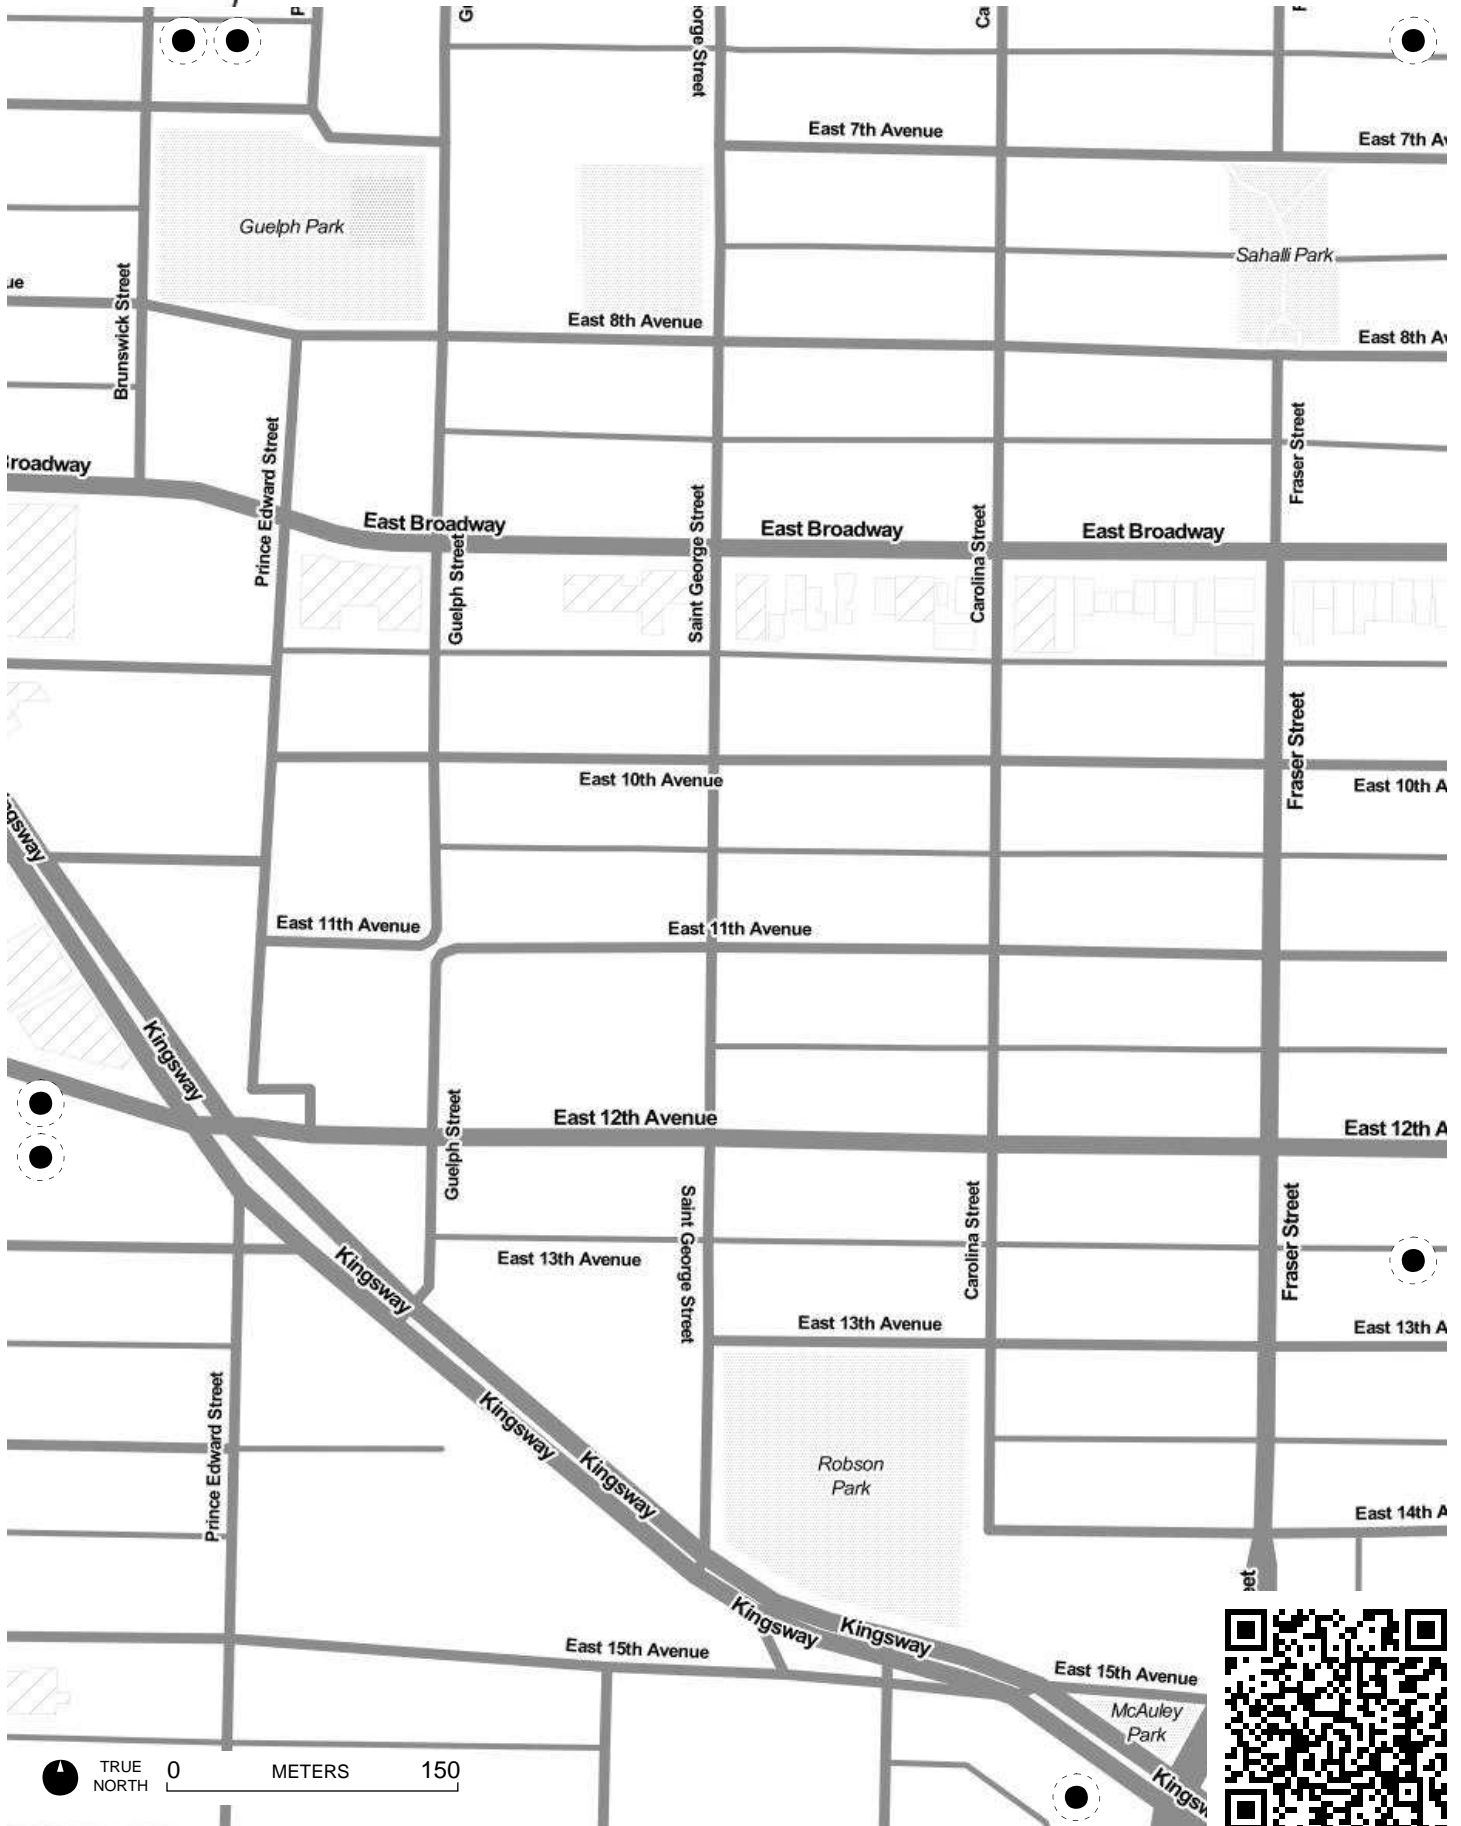 East 7th Avenue
East 7th Av
Guelph Park
Sahalli Park
Brunswick Street
East 8th Avenue
East 8th Av
Fraser Street
Prince Edward Street
East Broadway
East Broadway
East Broadway
Guelph Street
Saint George Street
Carolina Street
Fraser Street
East 10th Avenue
East 10th A
East 11th Avenue
East 11th Avenue
Kingsway
Guelph Street
East 12th Avenue
East 12th A
Saint George Street
Carolina Street
Fraser Street
East 13th Avenue
Kingsway
East 13th Avenue
East 13th A
Prince Edward Street
Kingsway
Kingsway
Robson
Park
East 14th A
Kingsway
Kingsway
East 15th Avenue
East 15th Avenue
McAuley
Park
Kingsw
TRUE
NORTH
0 METERS 150